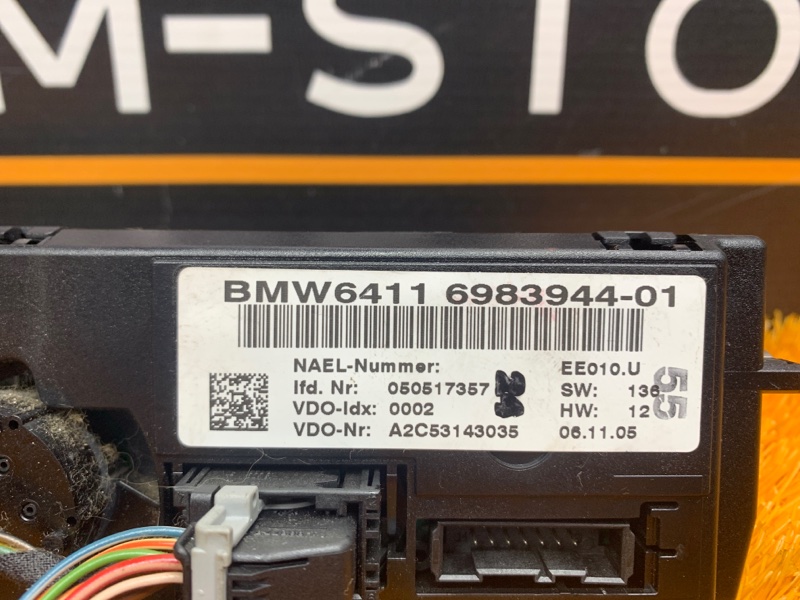 M-STO
BMW6411 6983944-01
NAEL-Nummer: EE010.U
lfd. Nr: 050517357 SW: 136
VDO-Idx: 0002 HW: 12
VDO-Nr: A2C53143035 06.11.05
55